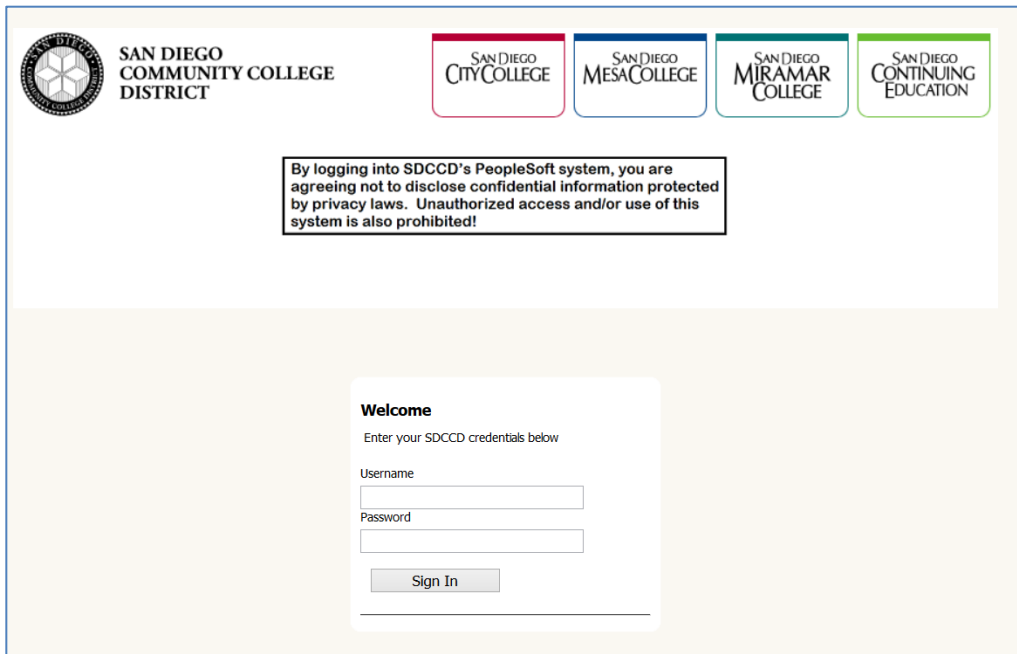 SAN DIEGO
COMMUNITY COLLEGE
DISTRICT
SAN DIEGO
CITY COLLEGE
SAN DIEGO
MESA COLLEGE
SAN DIEGO
MIRAMAR
COLLEGE
SAN DIEGO
CONTINUING
EDUCATION
By logging into SDCCD's PeopleSoft system, you are
agreeing not to disclose confidential information protected
by privacy laws.  Unauthorized access and/or use of this
system is also prohibited!
Welcome
Enter your SDCCD credentials below
Username
Password
Sign In